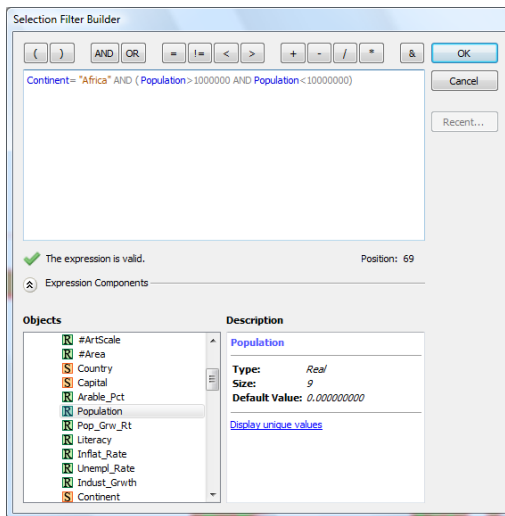 Selection Filter Builder
( ) AND OR = != < > + - / * & OK
Continent= "Africa" AND ( Population>1000000 AND Population<10000000)
Cancel
Recent...
The expression is valid. Position: 69
Expression Components
Objects
R #ArtScale
R #Area
S Country
S Capital
R Arable_Pct
R Population
R Pop_Grw_Rt
R Literacy
R Inflat_Rate
R Unempl_Rate
R Indust_Grwth
S Continent
Description
Population
Type: Real
Size: 9
Default Value: 0.000000000
Display unique values